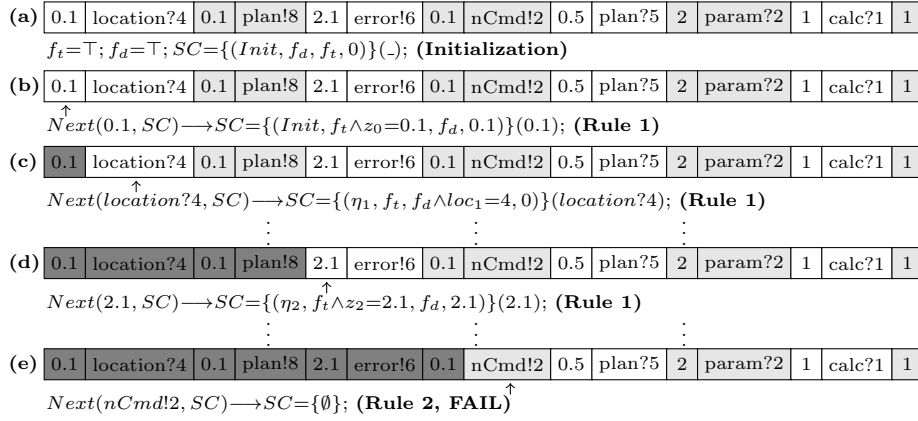 (a) 0.1 location?4 0.1 plan!8 2.1 error!6 0.1 nCmd!2 0.5 plan?5 2 param?2 1 calc?1 1
f_t=⊤; f_d=⊤; SC={(Init, f_d, f_t, 0)}(_); (Initialization)
(b) 0.1 location?4 0.1 plan!8 2.1 error!6 0.1 nCmd!2 0.5 plan?5 2 param?2 1 calc?1 1
↑
Next(0.1, SC)⟶SC={(Init, f_t∧z_0=0.1, f_d, 0.1)}(0.1); (Rule 1)
(c) 0.1 location?4 0.1 plan!8 2.1 error!6 0.1 nCmd!2 0.5 plan?5 2 param?2 1 calc?1 1
↑
Next(location?4, SC)⟶SC={(η_1, f_t, f_d∧loc_1=4, 0)}(location?4); (Rule 1)
⋮ ⋮ ⋮
(d) 0.1 location?4 0.1 plan!8 2.1 error!6 0.1 nCmd!2 0.5 plan?5 2 param?2 1 calc?1 1
↑
Next(2.1, SC)⟶SC={(η_2, f_t∧z_2=2.1, f_d, 2.1)}(2.1); (Rule 1)
⋮ ⋮ ⋮
(e) 0.1 location?4 0.1 plan!8 2.1 error!6 0.1 nCmd!2 0.5 plan?5 2 param?2 1 calc?1 1
↑
Next(nCmd!2, SC)⟶SC={∅}; (Rule 2, FAIL)